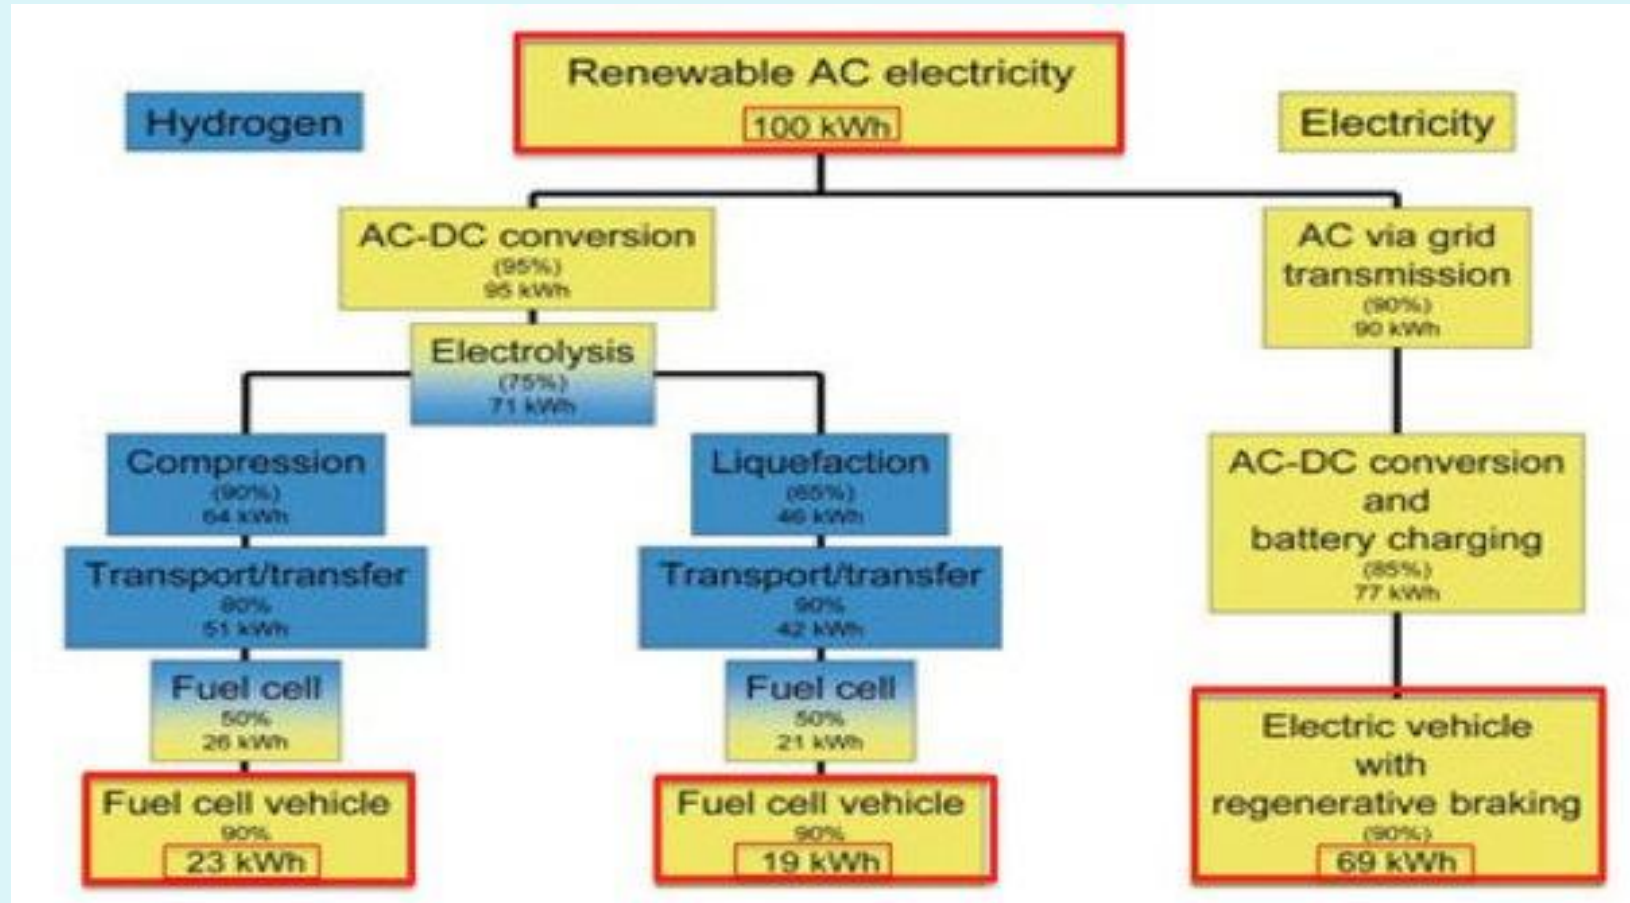 Renewable AC electricity
100 kWh
Hydrogen
Electricity
AC-DC conversion
(95%)
95 kWh
AC via grid
transmission
(90%)
90 kWh
Electrolysis
(75%)
71 kWh
Compression
(90%)
64 kWh
Liquefaction
(65%)
46 kWh
AC-DC conversion
and
battery charging
(85%)
77 kWh
Transport/transfer
80%
51 kWh
Transport/transfer
90%
42 kWh
Fuel cell
50%
26 kWh
Fuel cell
50%
21 kWh
Electric vehicle
with
regenerative braking
(90%)
69 kWh
Fuel cell vehicle
90%
23 kWh
Fuel cell vehicle
90%
19 kWh